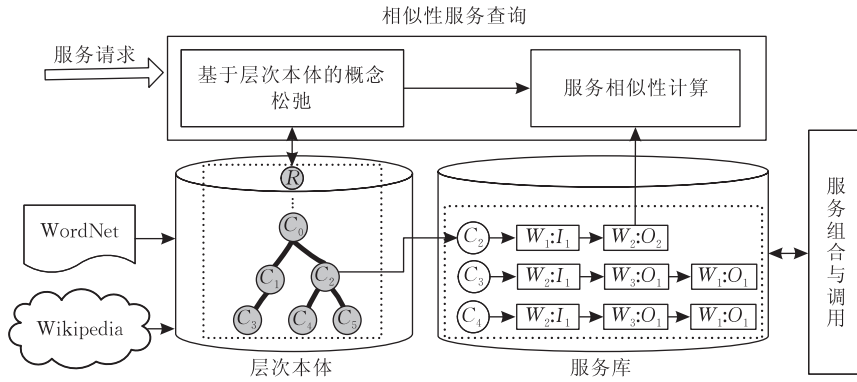 相似性服务查询
服务请求
基于层次本体的概念
松弛
服务相似性计算
R
C0
C1
C2
C3
C4
C5
WordNet
Wikipedia
层次本体
C2 W1:I1 W2:O2
C3 W2:I1 W3:O1 W1:O1
C4 W2:I1 W3:O1 W1:O1
服务库
服务组合与调用